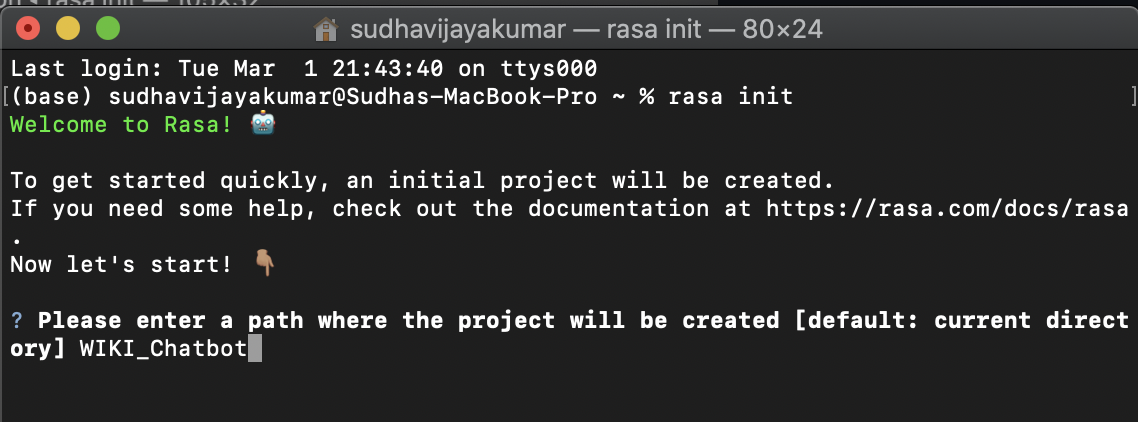 sudhavijayakumar — rasa init — 80×24
Last login: Tue Mar  1 21:43:40 on ttys000
[(base) sudhavijayakumar@Sudhas-MacBook-Pro ~ % rasa init ]
Welcome to Rasa! 🤖
To get started quickly, an initial project will be created.
If you need some help, check out the documentation at https://rasa.com/docs/rasa
.
Now let's start! 👇🏽
? Please enter a path where the project will be created [default: current direct
ory] WIKI_Chatbot